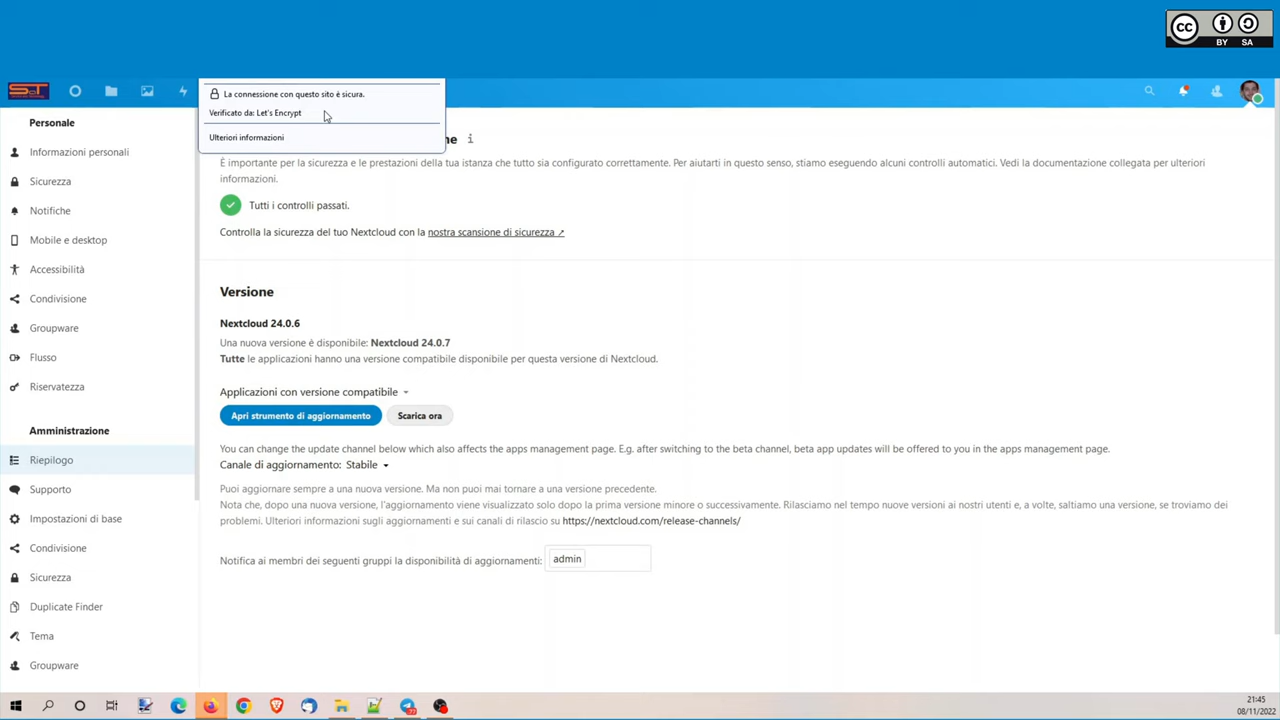 CC BY SA
S&T
La connessione con questo sito è sicura.
Verificato da: Let's Encrypt
Ulteriori informazioni
Personale
Informazioni personali
Sicurezza
Notifiche
Mobile e desktop
Accessibilità
Condivisione
Groupware
Flusso
Riservatezza
Amministrazione
Riepilogo
Supporto
Impostazioni di base
Condivisione
Sicurezza
Duplicate Finder
Tema
Groupware
ne
È importante per la sicurezza e le prestazioni della tua istanza che tutto sia configurato correttamente. Per aiutarti in questo senso, stiamo eseguendo alcuni controlli automatici. Vedi la documentazione collegata per ulteriori
informazioni.
Tutti i controlli passati.
Controlla la sicurezza del tuo Nextcloud con la nostra scansione di sicurezza ↗
Versione
Nextcloud 24.0.6
Una nuova versione è disponibile: Nextcloud 24.0.7
Tutte le applicazioni hanno una versione compatibile disponibile per questa versione di Nextcloud.
Applicazioni con versione compatibile
Apri strumento di aggiornamento Scarica ora
You can change the update channel below which also affects the apps management page. E.g. after switching to the beta channel, beta app updates will be offered to you in the apps management page.
Canale di aggiornamento: Stabile
Puoi aggiornare sempre a una nuova versione. Ma non puoi mai tornare a una versione precedente.
Nota che, dopo una nuova versione, l'aggiornamento viene visualizzato solo dopo la prima versione minore o successivamente. Rilasciamo nel tempo nuove versioni ai nostri utenti e, a volte, saltiamo una versione, se troviamo dei
problemi. Ulteriori informazioni sugli aggiornamenti e sui canali di rilascio su https://nextcloud.com/release-channels/
Notifica ai membri dei seguenti gruppi la disponibilità di aggiornamenti: admin
21:45
08/11/2022